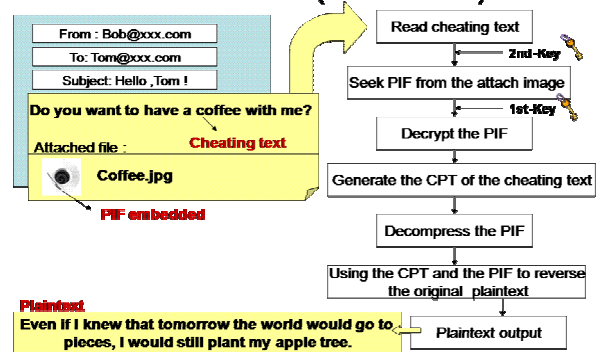 From : Bob@xxx.com
To: Tom@xxx.com
Subject: Hello ,Tom !
Do you want to have a coffee with me?
Cheating text
Attached file :
Coffee.jpg
PIF embedded
Read cheating text
2nd-Key
Seek PIF from the attach image
1st-Key
Decrypt the PIF
Generate the CPT of the cheating text
Decompress the PIF
Using the CPT and the PIF to reverse
the original plaintext
Plaintext output
Plaintext
Even if I knew that tomorrow the world would go to
pieces, I would still plant my apple tree.